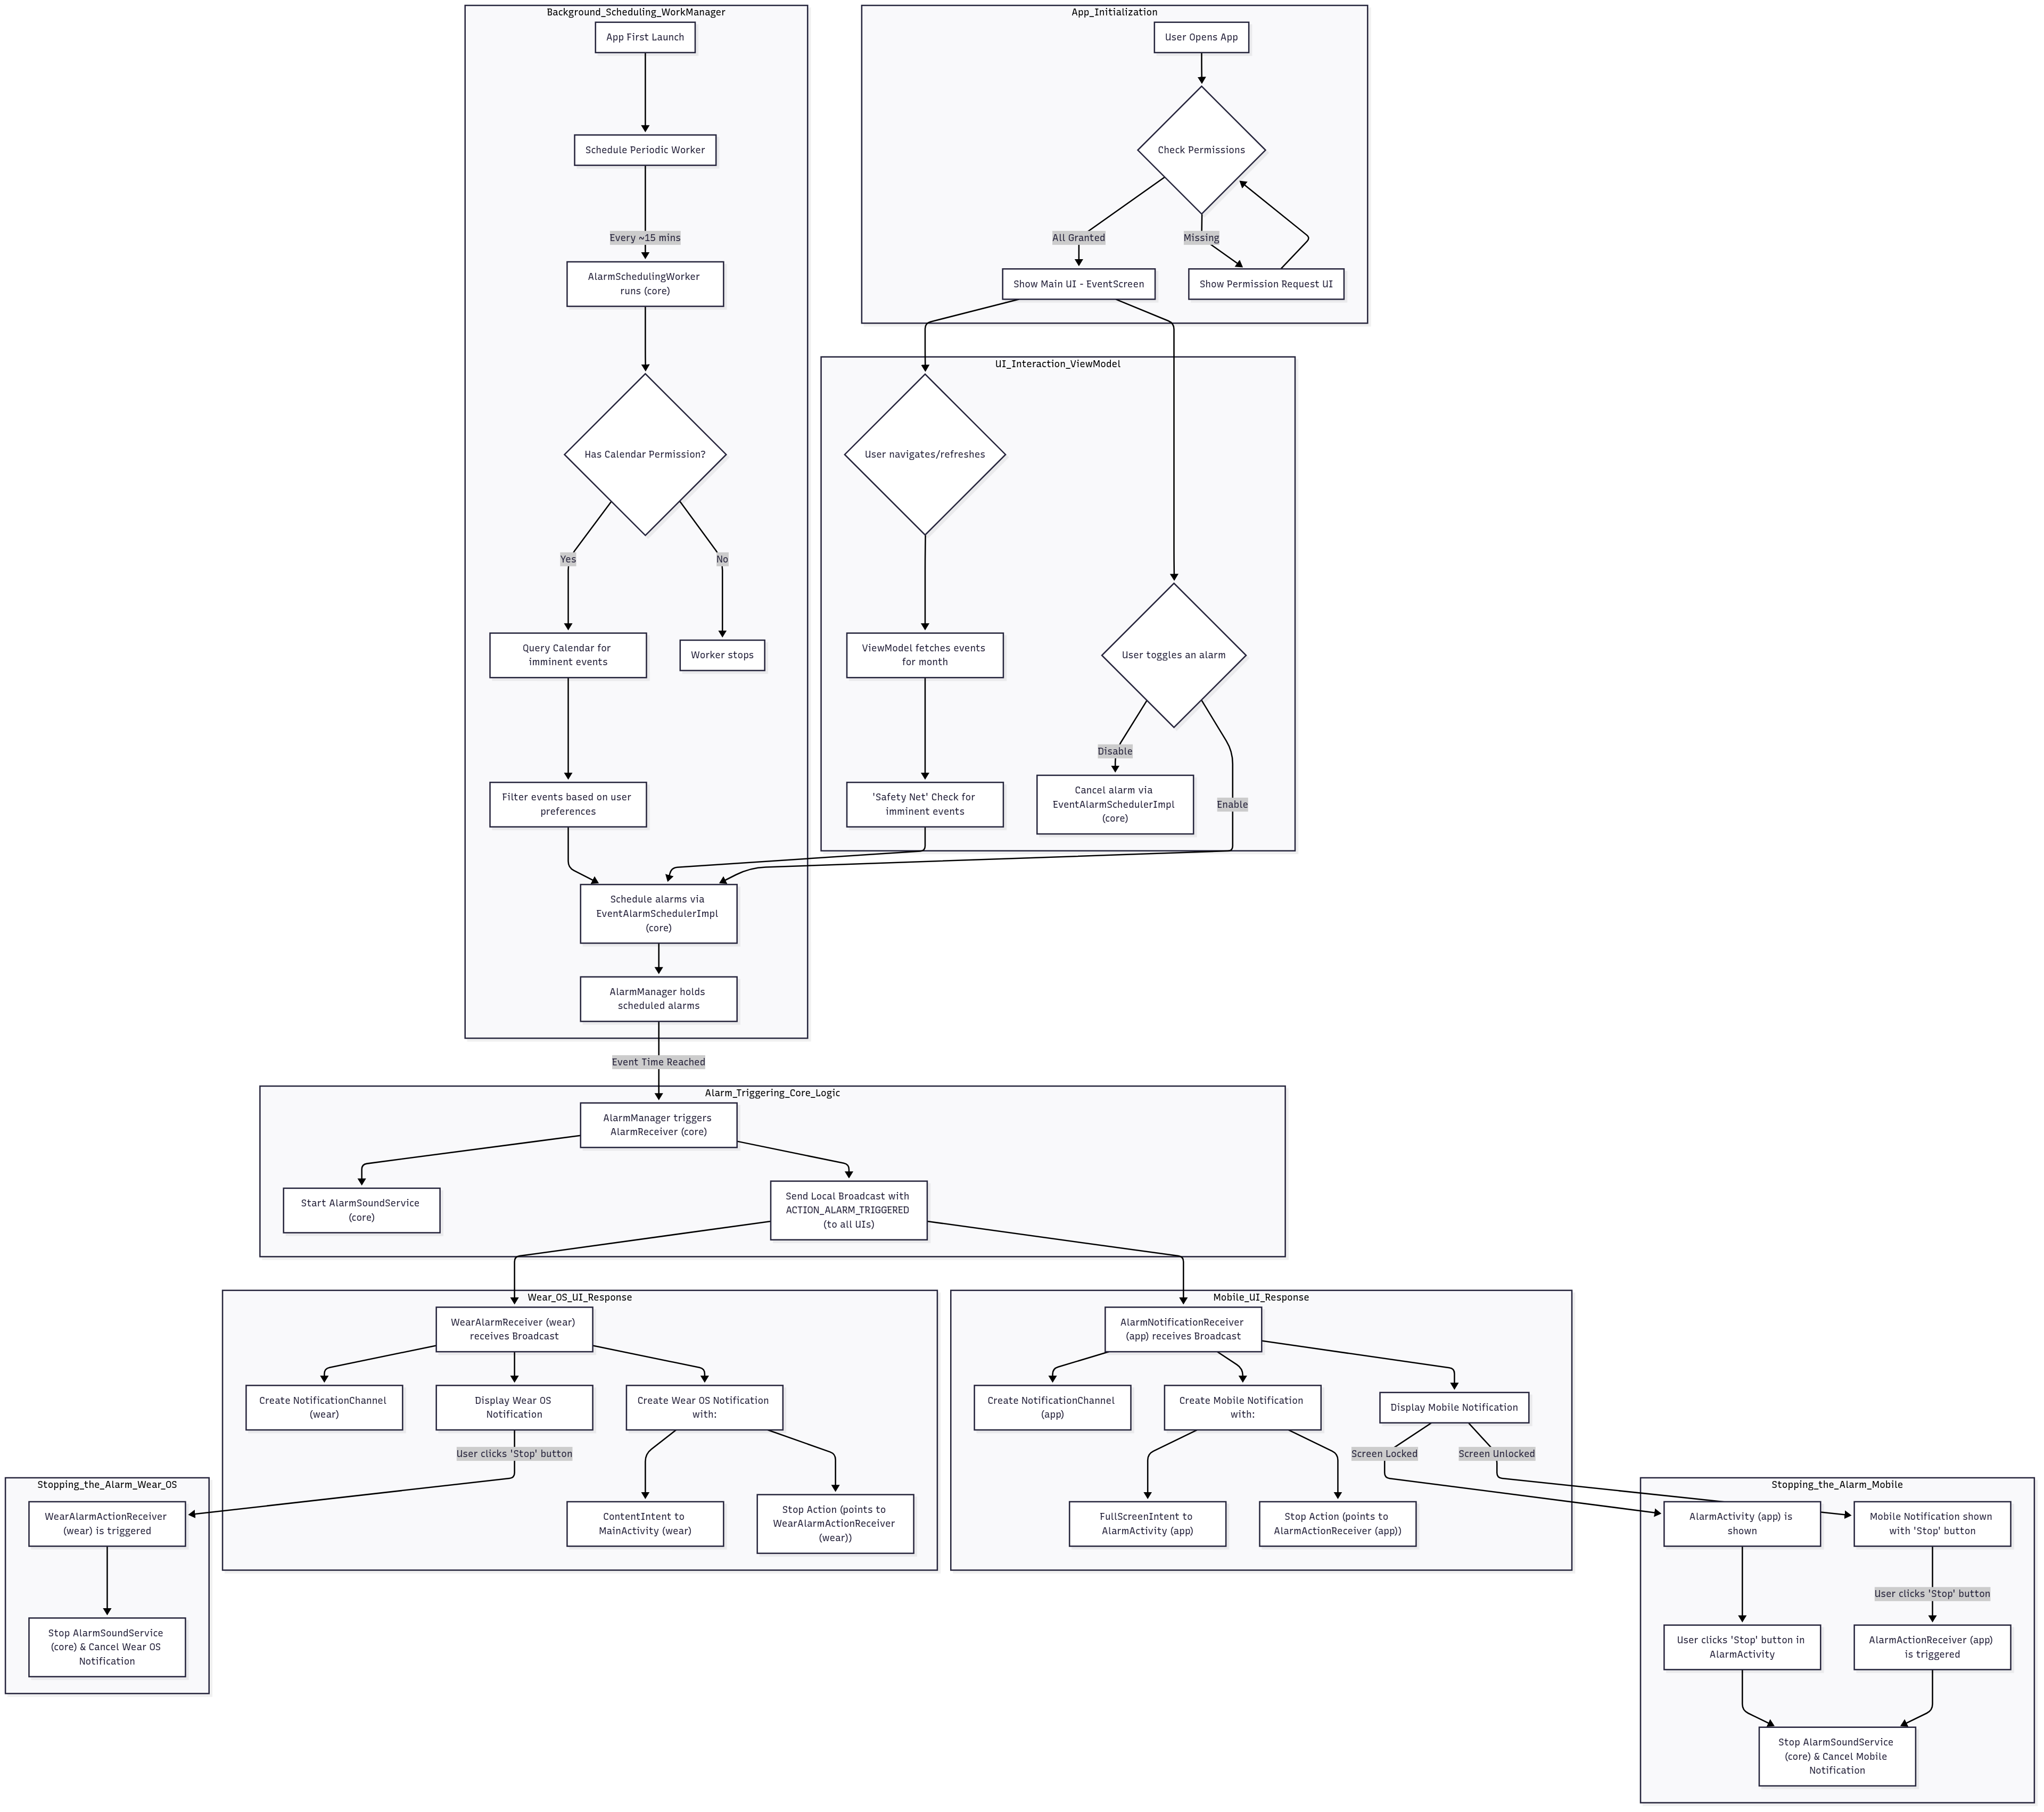 Background_Scheduling_WorkManager
App First Launch
Schedule Periodic Worker
Every ~15 mins
AlarmSchedulingWorker
runs (core)
Has Calendar Permission?
Yes
No
Query Calendar for
imminent events
Worker stops
Filter events based on user
preferences
Schedule alarms via
EventAlarmSchedulerImpl
(core)
AlarmManager holds
scheduled alarms
App_Initialization
User Opens App
Check Permissions
All Granted
Missing
Show Main UI - EventScreen
Show Permission Request UI
UI_Interaction_ViewModel
User navigates/refreshes
ViewModel fetches events
for month
User toggles an alarm
Disable
'Safety Net' Check for
imminent events
Cancel alarm via
EventAlarmSchedulerImpl
(core)
Enable
Event Time Reached
Alarm_Triggering_Core_Logic
AlarmManager triggers
AlarmReceiver (core)
Start AlarmSoundService
(core)
Send Local Broadcast with
ACTION_ALARM_TRIGGERED
(to all UIs)
Wear_OS_UI_Response
WearAlarmReceiver (wear)
receives Broadcast
Create NotificationChannel
(wear)
Display Wear OS
Notification
Create Wear OS Notification
with:
User clicks 'Stop' button
ContentIntent to
MainActivity (wear)
Stop Action (points to
WearAlarmActionReceiver
(wear))
Mobile_UI_Response
AlarmNotificationReceiver
(app) receives Broadcast
Create NotificationChannel
(app)
Create Mobile Notification
with:
Display Mobile Notification
Screen Locked
Screen Unlocked
FullScreenIntent to
AlarmActivity (app)
Stop Action (points to
AlarmActionReceiver (app))
Stopping_the_Alarm_Wear_OS
WearAlarmActionReceiver
(wear) is triggered
Stop AlarmSoundService
(core) & Cancel Wear OS
Notification
Stopping_the_Alarm_Mobile
AlarmActivity (app) is
shown
Mobile Notification shown
with 'Stop' button
User clicks 'Stop' button
User clicks 'Stop' button in
AlarmActivity
AlarmActionReceiver (app)
is triggered
Stop AlarmSoundService
(core) & Cancel Mobile
Notification